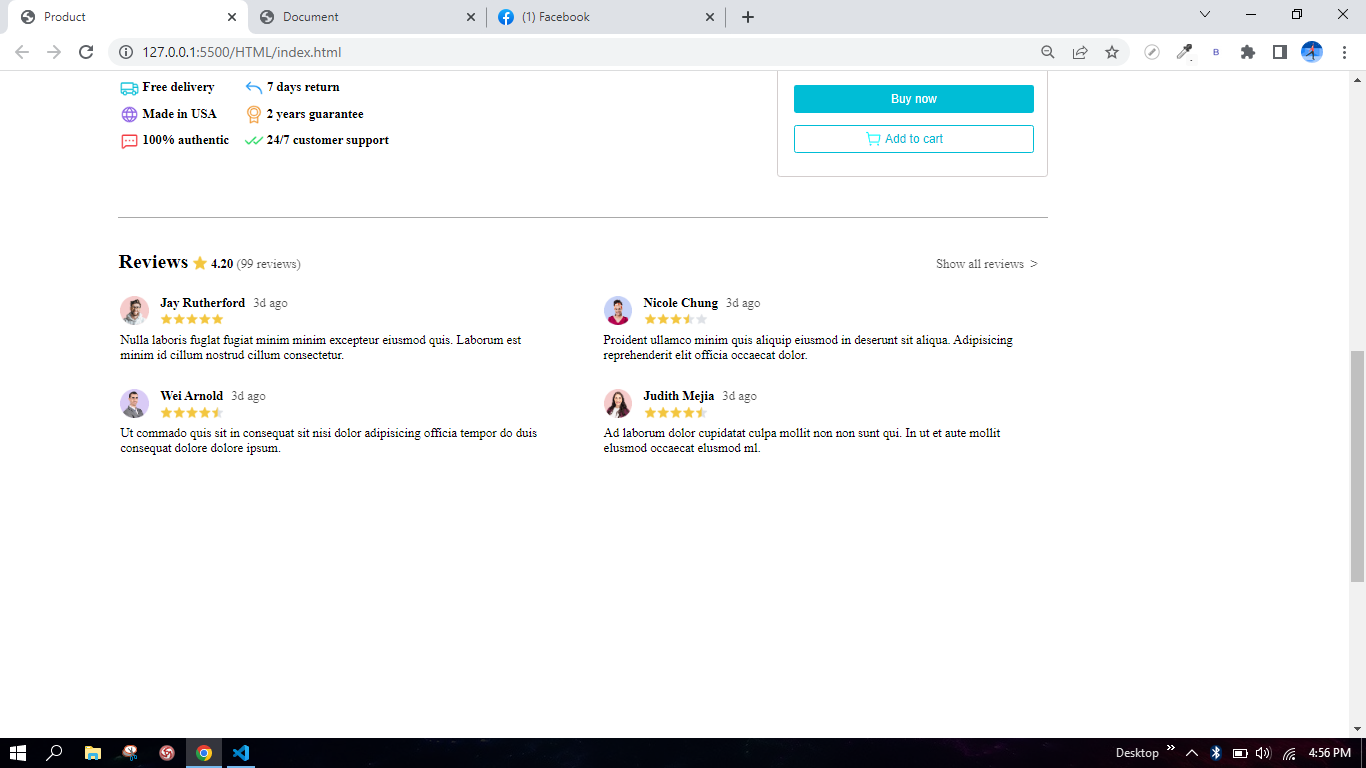 Product
Document
(1) Facebook
127.0.0.1:5500/HTML/index.html
B
Free delivery
7 days return
Made in USA
2 years guarantee
100% authentic
24/7 customer support
Buy now
Add to cart
Reviews 4.20 (99 reviews)
Show all reviews >
Jay Rutherford 3d ago
Nulla laboris fuglat fugiat minim minim excepteur eiusmod quis. Laborum est
minim id cillum nostrud cillum consectetur.
Nicole Chung 3d ago
Proident ullamco minim quis aliquip eiusmod in deserunt sit aliqua. Adipisicing
reprehenderit elit officia occaecat dolor.
Wei Arnold 3d ago
Ut commado quis sit in consequat sit nisi dolor adipisicing officia tempor do duis
consequat dolore dolore ipsum.
Judith Mejia 3d ago
Ad laborum dolor cupidatat culpa mollit non non sunt qui. In ut et aute mollit
elusmod occaecat elusmod ml.
Desktop
4:56 PM